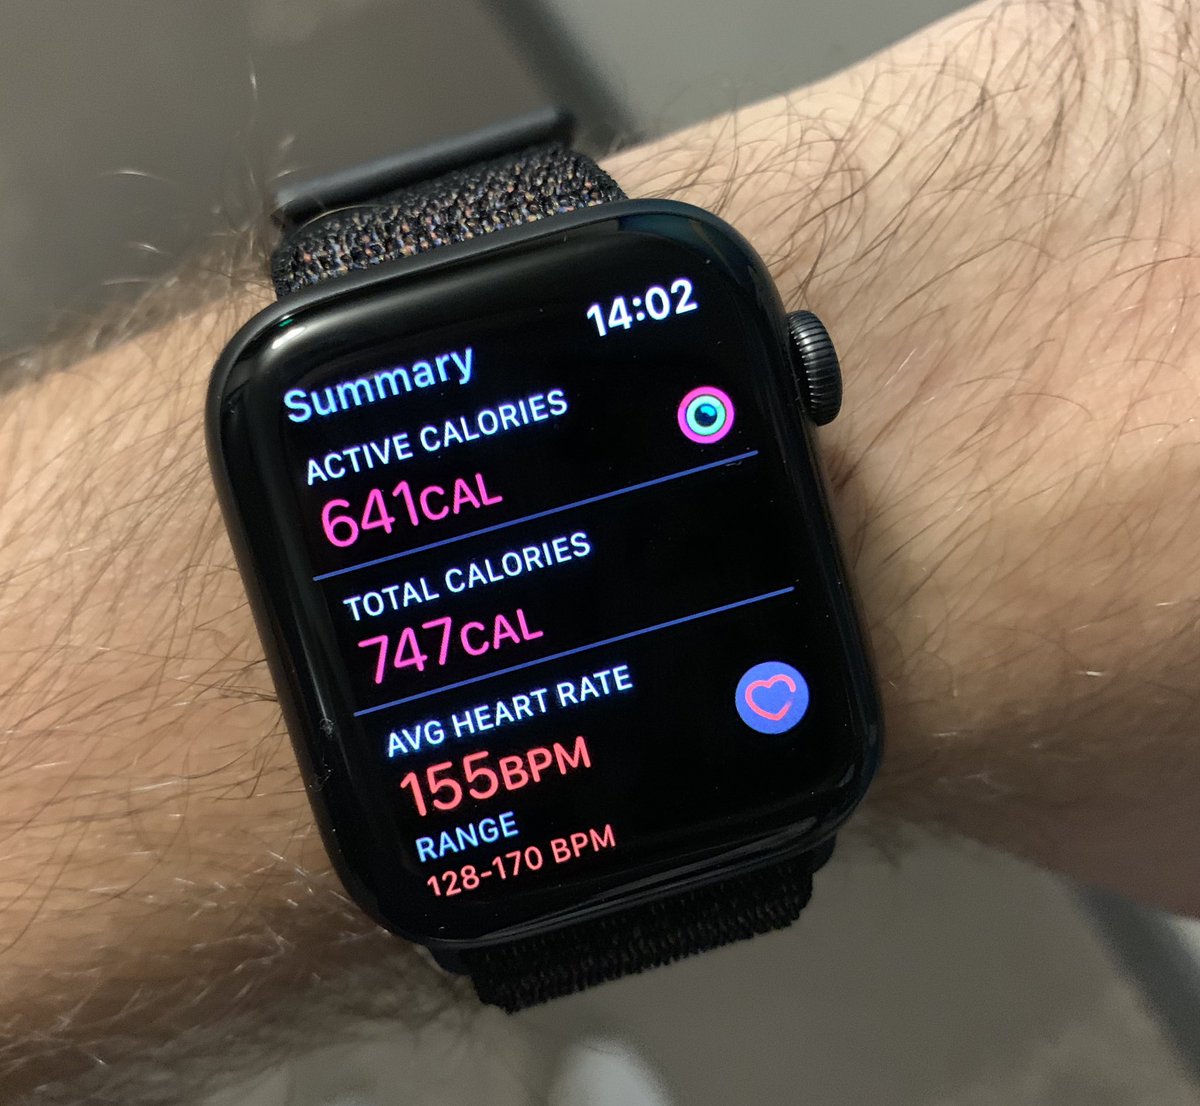 14:02
Summary
ACTIVE CALORIES
641CAL
TOTAL CALORIES
747CAL
AVG HEART RATE
155BPM
RANGE
128-170 BPM